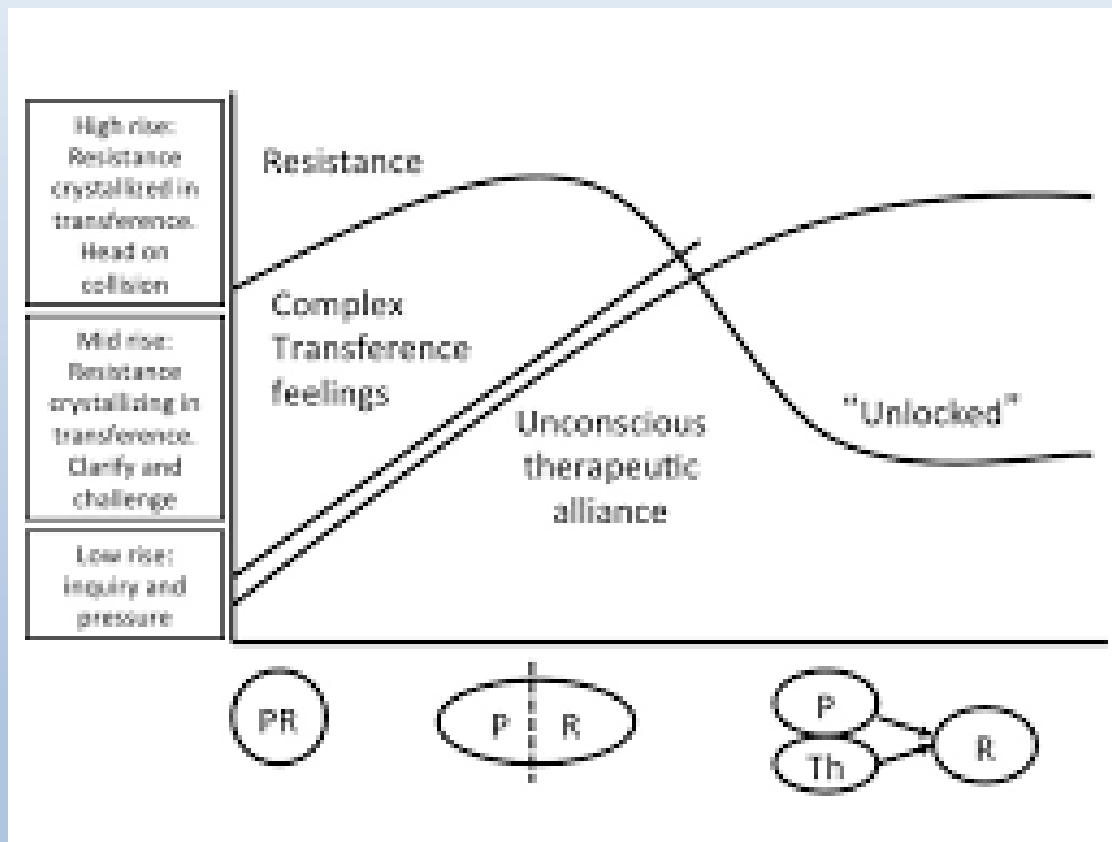 High rise:
Resistance
crystallized in
transference.
Head on
collision
Mid rise:
Resistance
crystallizing in
transference.
Clarify and
challenge
Low rise:
inquiry and
pressure
Resistance
Complex
Transference
feelings
Unconscious
therapeutic
alliance
“Unlocked”
PR
P R
P
Th
R